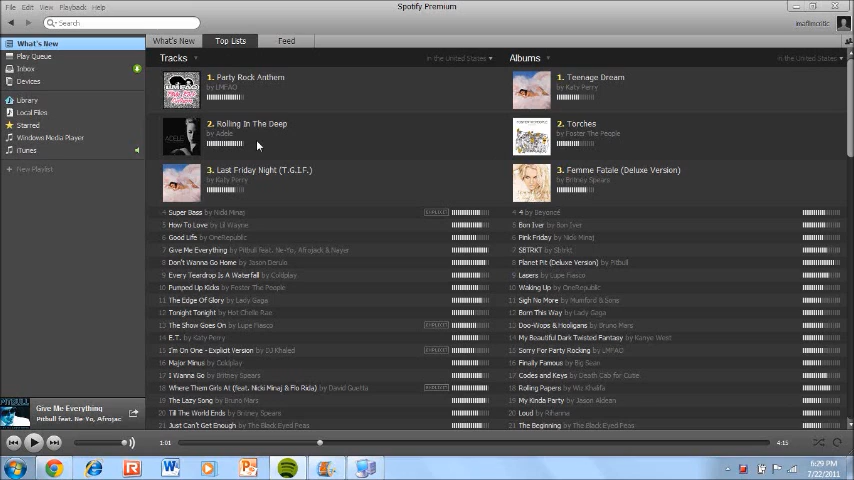 File Edit View Playback Help
Spotify Premium
Search
imafilmcritic
What's New
Play Queue
Inbox
Devices
Library
Local Files
Starred
Windows Media Player
iTunes
New Playlist
What's New Top Lists Feed
Tracks in the United States
1. Party Rock Anthem
by LMFAO
2. Rolling In The Deep
by Adele
3. Last Friday Night (T.G.I.F.)
by Katy Perry
4 Super Bass by Nicki Minaj EXPLICIT
5 How To Love by Lil Wayne
6 Good Life by OneRepublic
7 Give Me Everything by Pitbull feat. Ne-Yo, Afrojack & Nayer
8 Don't Wanna Go Home by Jason Derulo
9 Every Teardrop Is A Waterfall by Coldplay
10 Pumped Up Kicks by Foster The People
11 The Edge Of Glory by Lady Gaga
12 Tonight Tonight by Hot Chelle Rae
13 The Show Goes On by Lupe Fiasco EXPLICIT
14 E.T. by Katy Perry
15 I'm On One - Explicit Version by DJ Khaled EXPLICIT
16 Major Minus by Coldplay
17 I Wanna Go by Britney Spears
18 Where Them Girls At (feat. Nicki Minaj & Flo Rida) by David Guetta EXPLICIT
19 The Lazy Song by Bruno Mars
20 Till The World Ends by Britney Spears
21 Just Can't Get Enough by The Black Eyed Peas
Albums in the United States
1. Teenage Dream
by Katy Perry
2. Torches
by Foster The People
3. Femme Fatale (Deluxe Version)
by Britney Spears
4 4 by Beyoncé
5 Bon Iver by Bon Iver
6 Pink Friday by Nicki Minaj
7 SBTRKT by Sbtrkt
8 Planet Pit (Deluxe Version) by Pitbull
9 Lasers by Lupe Fiasco
10 Waking Up by OneRepublic
11 Sigh No More by Mumford & Sons
12 Born This Way by Lady Gaga
13 Doo-Wops & Hooligans by Bruno Mars
14 My Beautiful Dark Twisted Fantasy by Kanye West
15 Sorry For Party Rocking by LMFAO
16 Finally Famous by Big Sean
17 Codes and Keys by Death Cab for Cutie
18 Rolling Papers by Wiz Khalifa
19 My Kinda Party by Jason Aldean
20 Loud by Rihanna
21 The Beginning by The Black Eyed Peas
PITBULL
Give Me Everything
Pitbull feat. Ne Yo, Afrojac
1:01 4:15
6:29 PM
7/22/2011